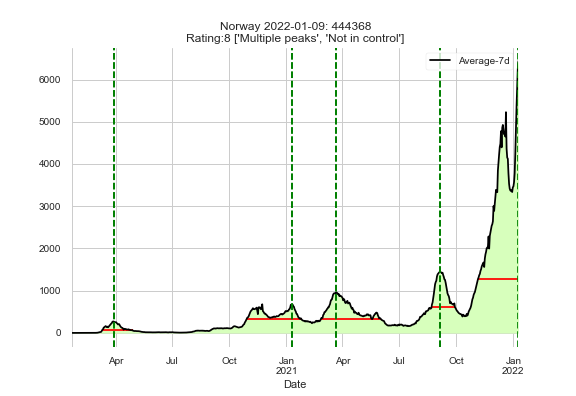 Norway 2022-01-09: 444368
Rating:8 ['Multiple peaks', 'Not in control']
Average-7d
6000
5000
4000
3000
2000
1000
0
Apr Jul Oct Jan Apr Jul Oct Jan
2021 2022
Date